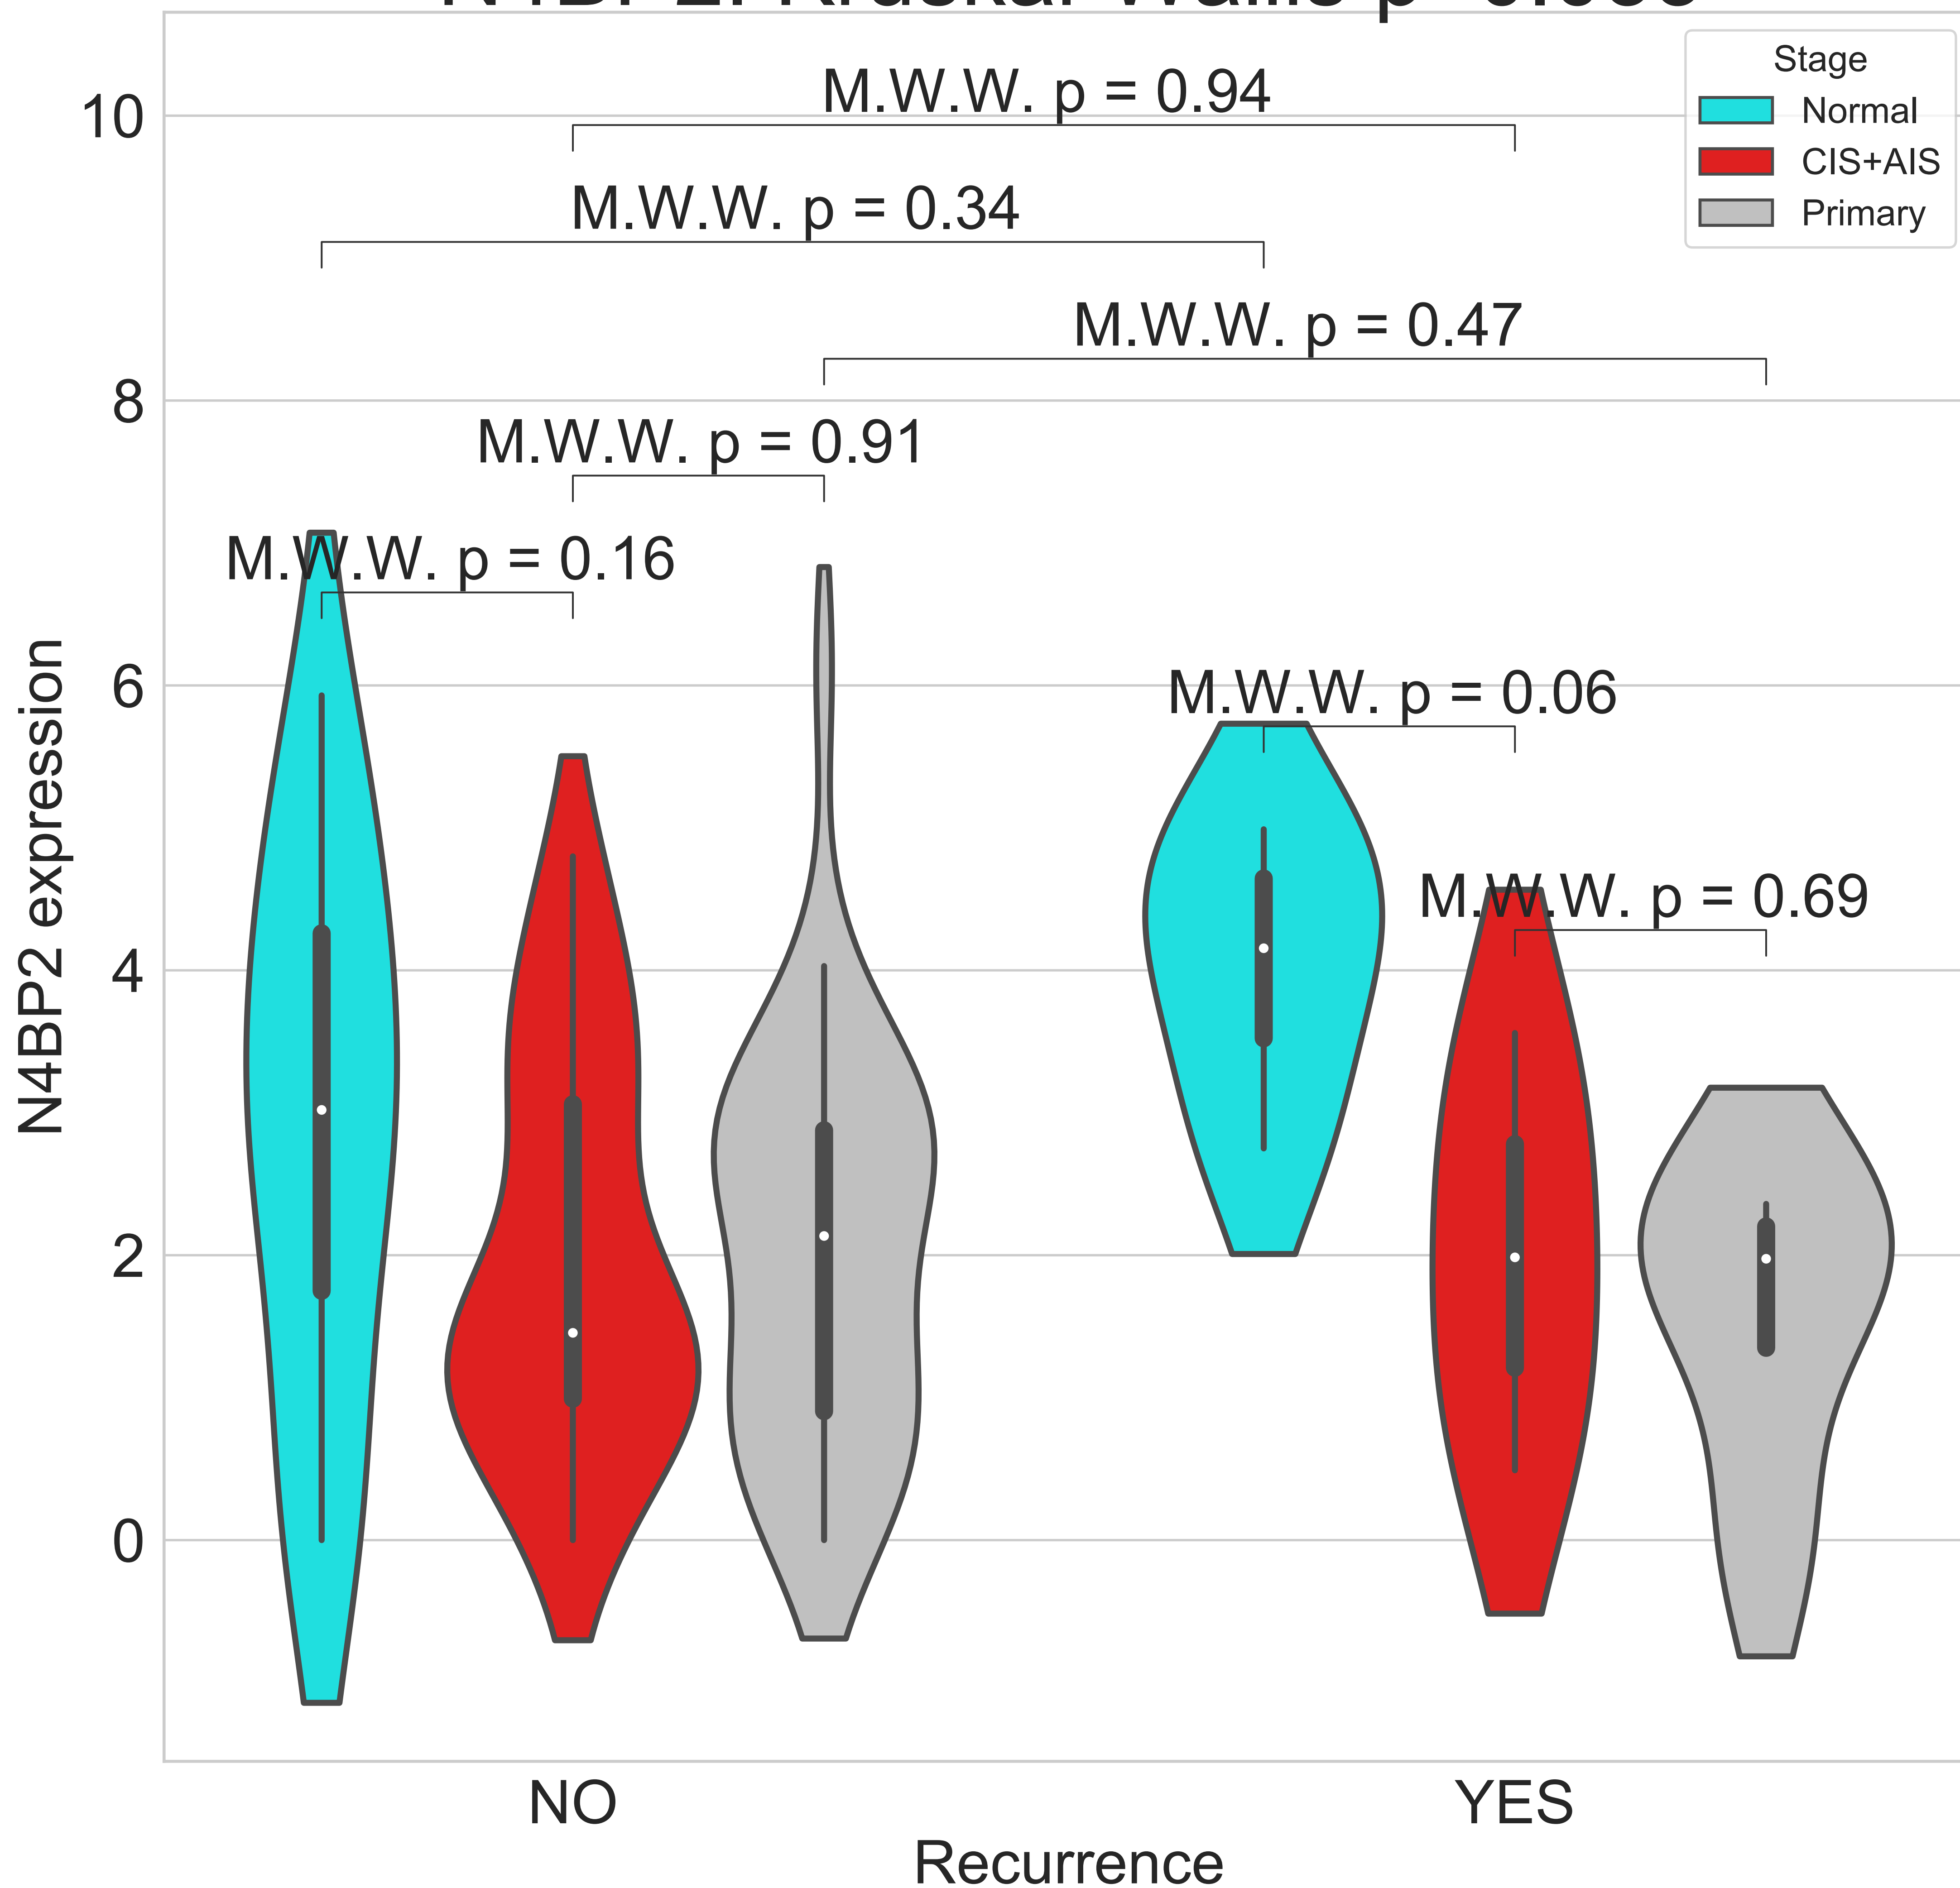 Stage
Normal
CIS+AIS
Primary
M.W.W. p = 0.94
M.W.W. p = 0.34
M.W.W. p = 0.47
M.W.W. p = 0.91
M.W.W. p = 0.16
M.W.W. p = 0.06
M.W.W. p = 0.69
10
8
6
4
2
0
N4BP2 expression
NO
YES
Recurrence